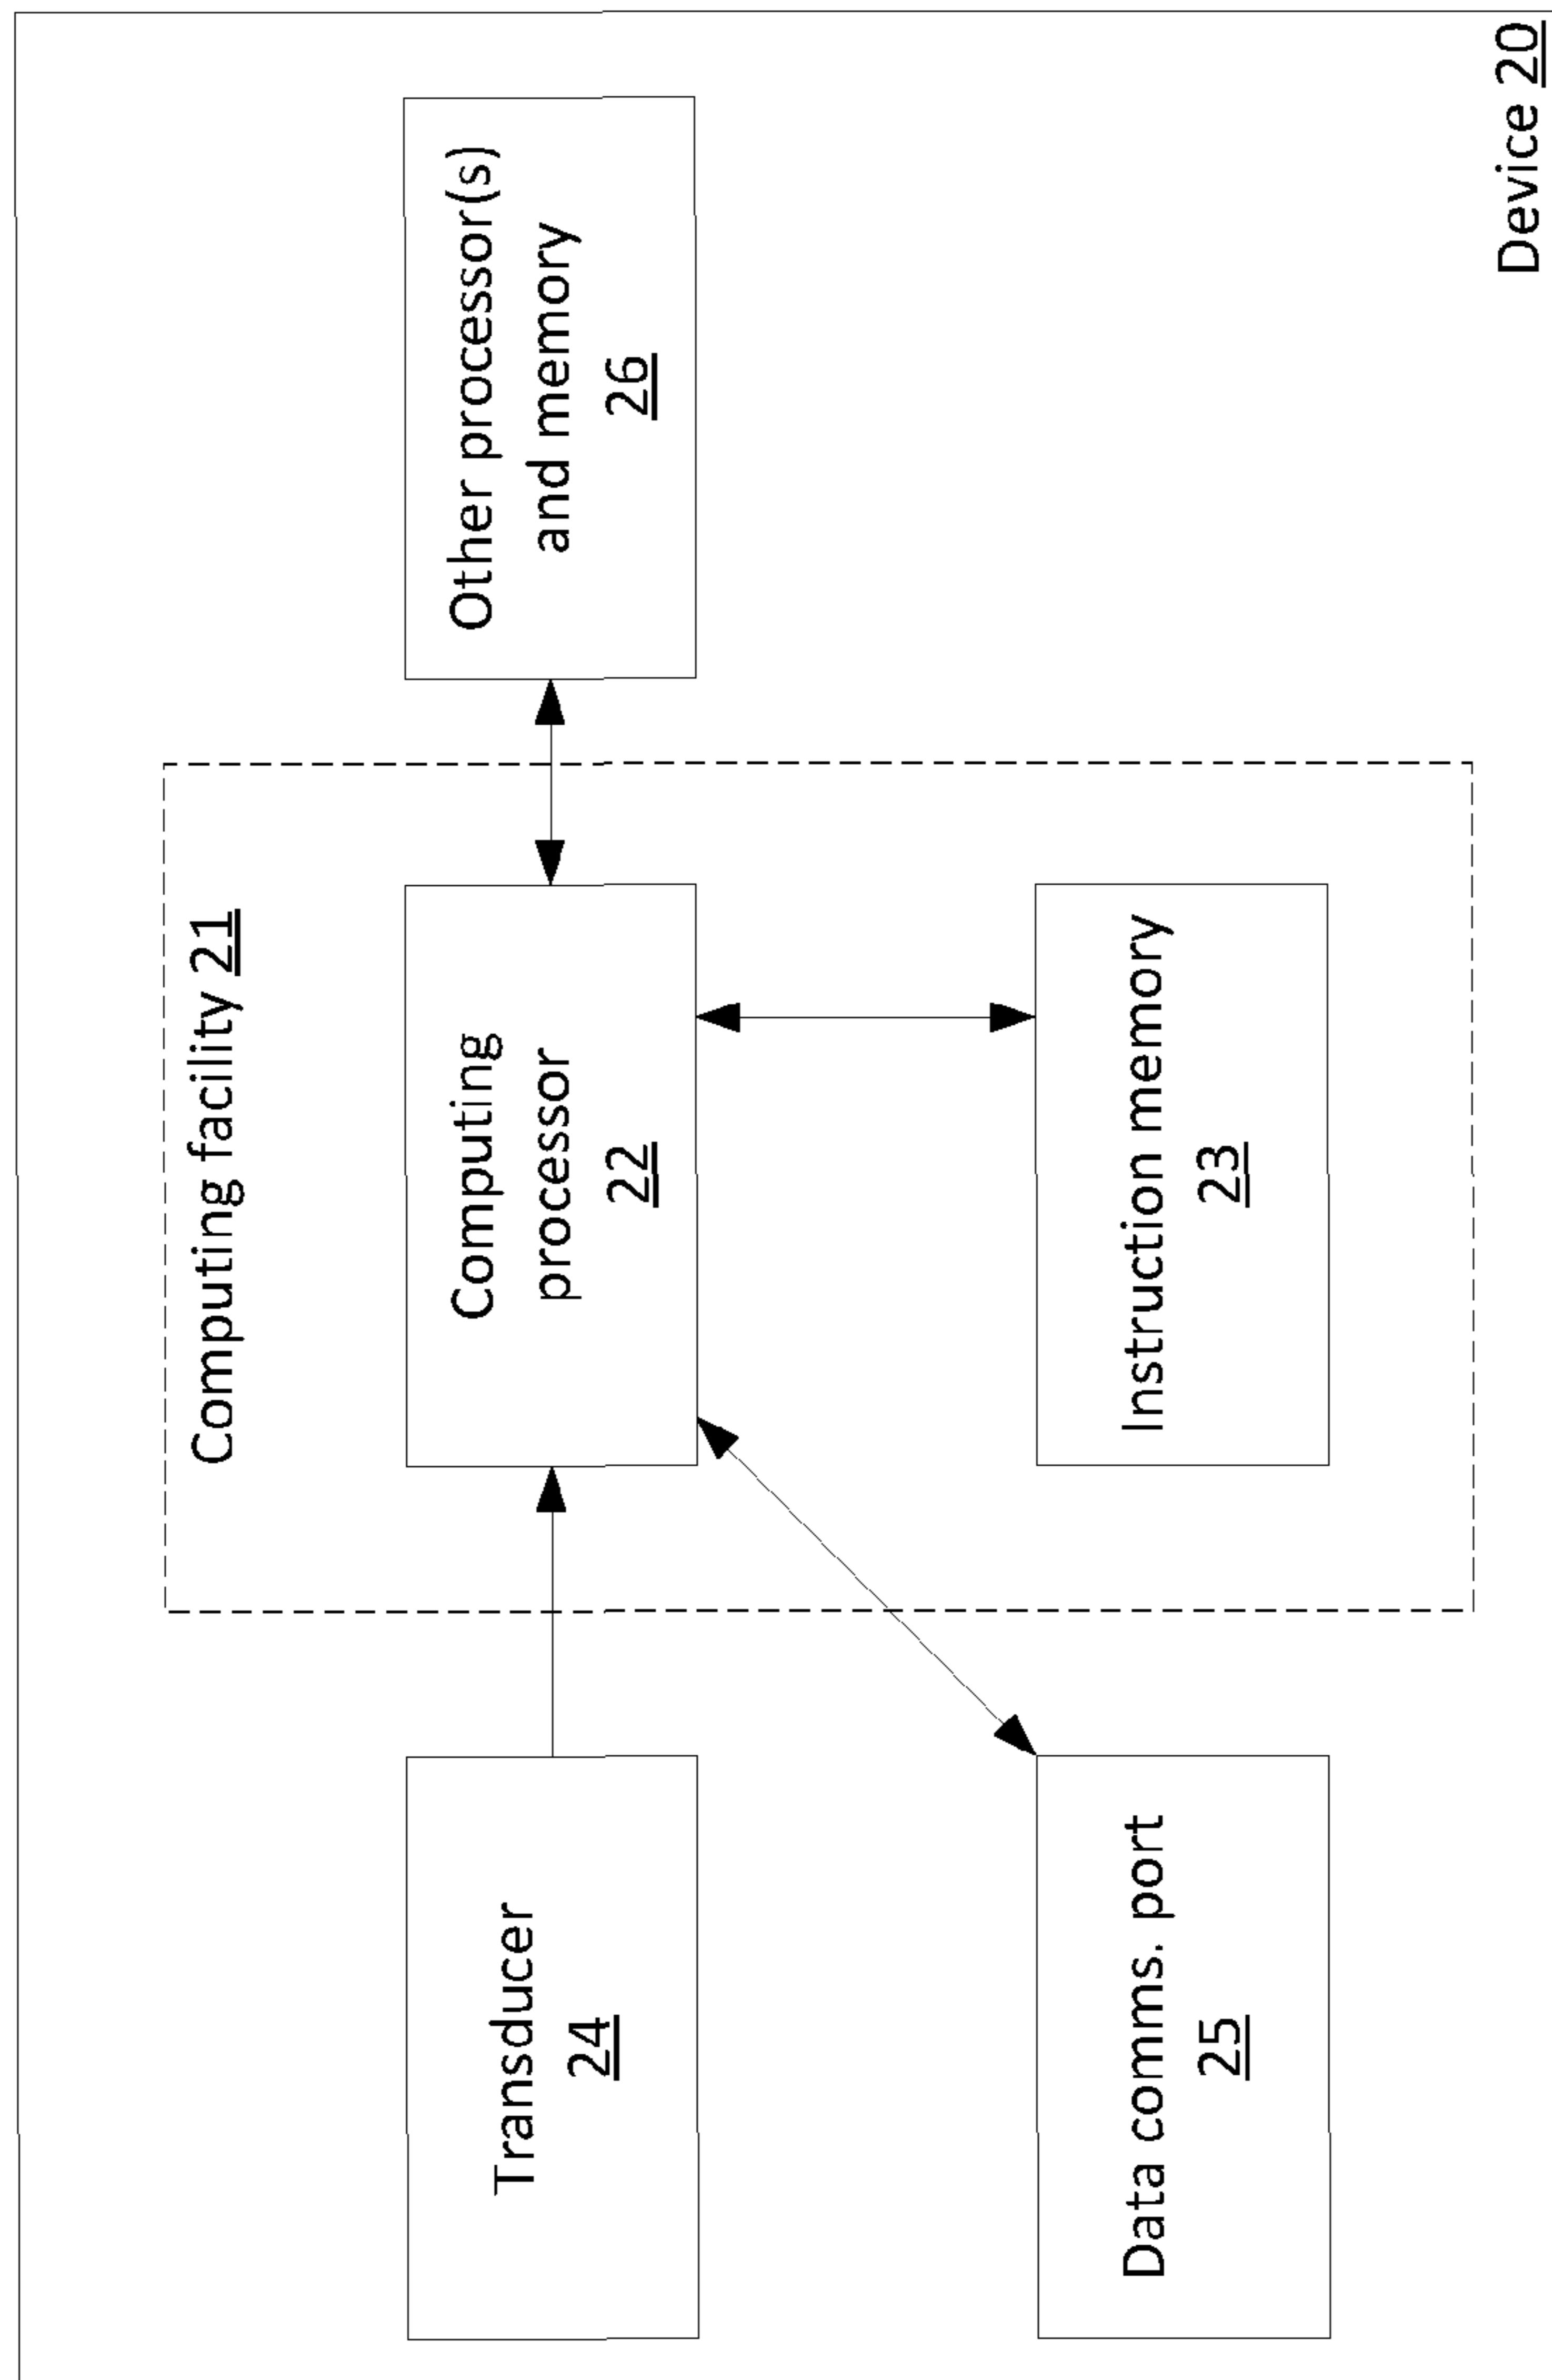 Computing facility 21
Transducer
24
Computing
processor
22
Other processor(s)
and memory
26
Data comms. port
25
Instruction memory
23
Device 20